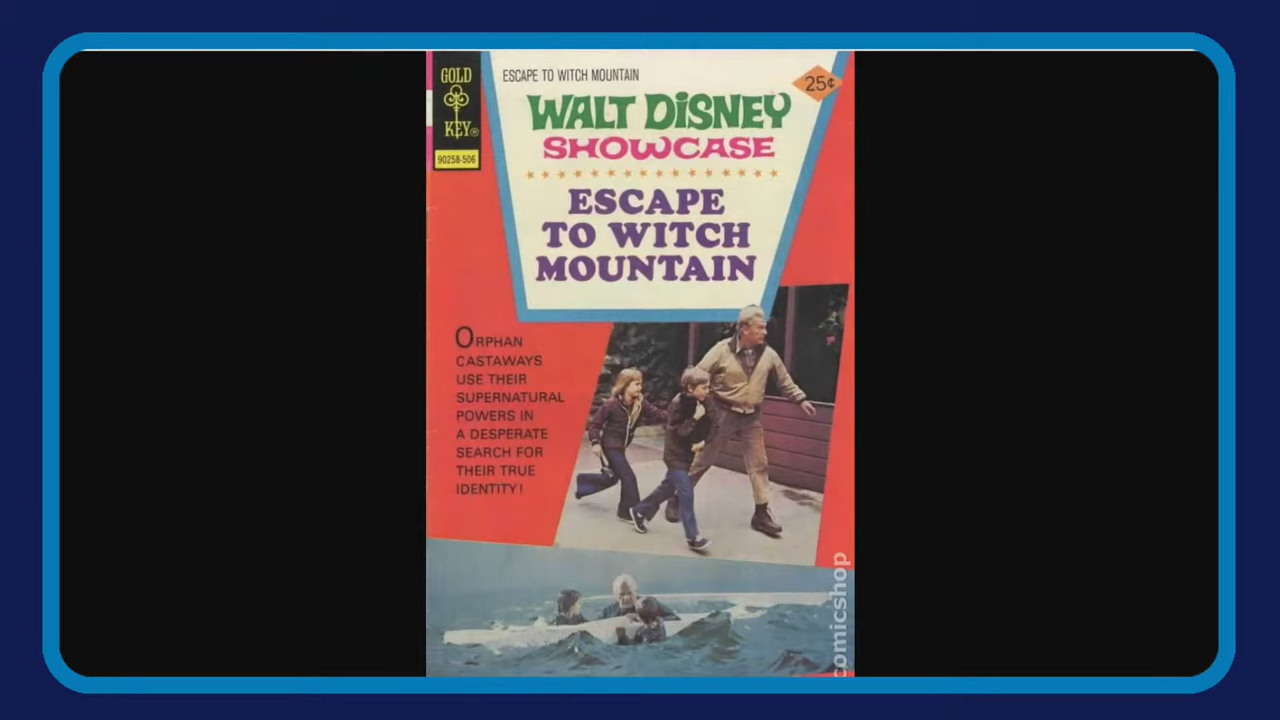 GOLD
KEY®
90258-506
ESCAPE TO WITCH MOUNTAIN
25¢
WALT DISNEY
SHOWCASE
ESCAPE
TO WITCH
MOUNTAIN
ORPHAN
CASTAWAYS
USE THEIR
SUPERNATURAL
POWERS IN
A DESPERATE
SEARCH FOR
THEIR TRUE
IDENTITY!
comicshop